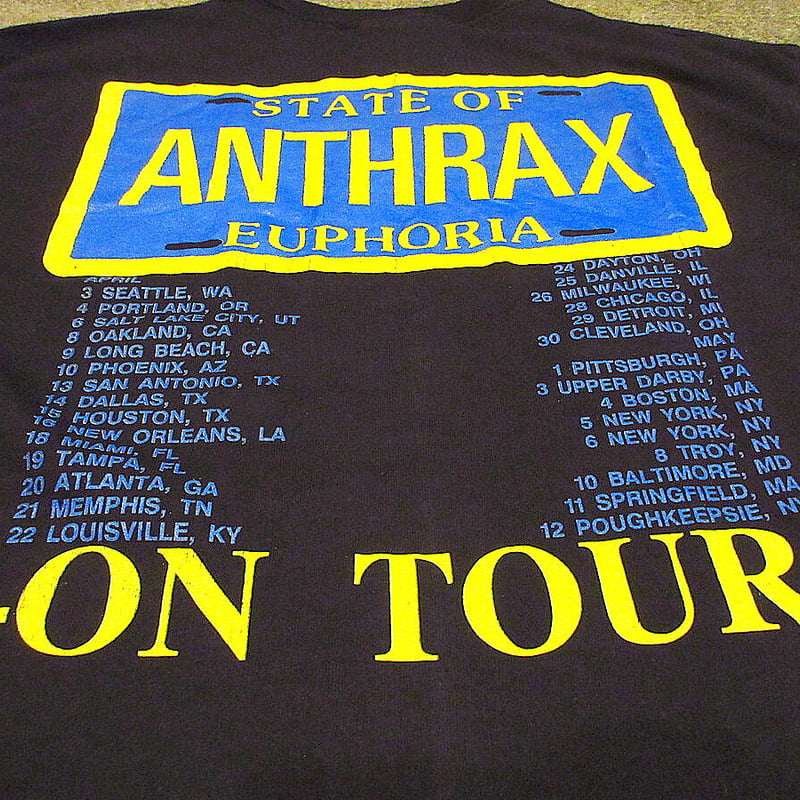 STATE OF
ANTHRAX
EUPHORIA
APRIL
3 SEATTLE, WA
4 PORTLAND, OR
6 SALT LAKE CITY, UT
8 OAKLAND, CA
9 LONG BEACH, CA
10 PHOENIX, AZ
13 SAN ANTONIO, TX
14 DALLAS, TX
15 HOUSTON, TX
16 NEW ORLEANS, LA
18 MIAMI, FL
19 TAMPA, FL
20 ATLANTA, GA
21 MEMPHIS, TN
22 LOUISVILLE, KY
24 DAYTON, OH
25 DANVILLE, IL
26 MILWAUKEE, WI
28 CHICAGO, IL
29 DETROIT, MI
30 CLEVELAND, OH
MAY
1 PITTSBURGH, PA
3 UPPER DARBY, PA
4 BOSTON, MA
5 NEW YORK, NY
6 NEW YORK, NY
8 TROY, NY
10 BALTIMORE, MD
11 SPRINGFIELD, MA
12 POUGHKEEPSIE, N
-ON TOUR